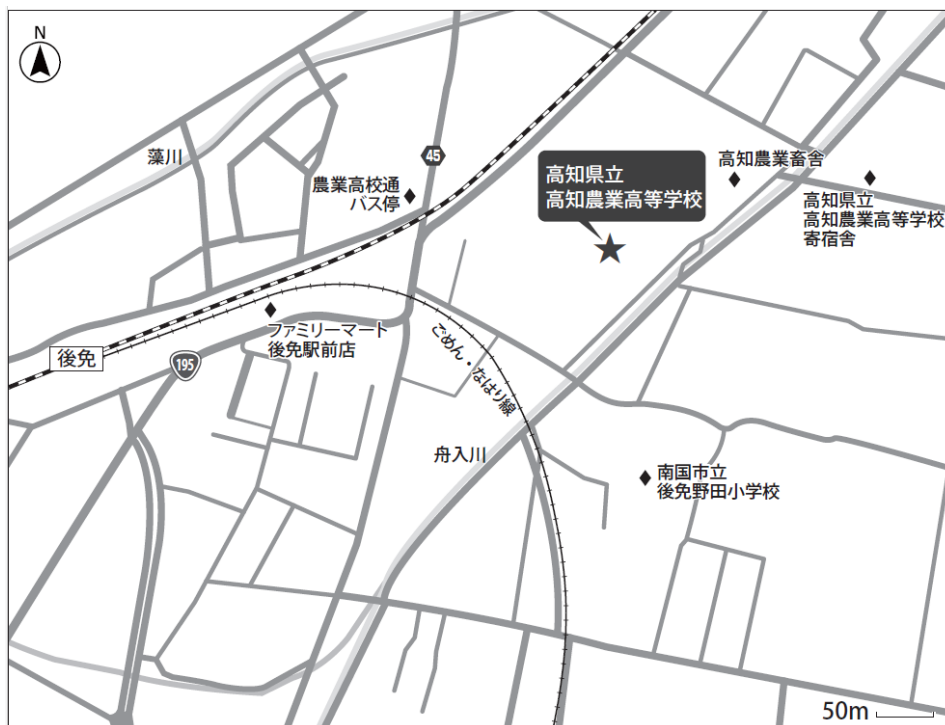 N
藻川
45
農業高校通
バス停
高知県立
高知農業高等学校
高知農業畜舎
高知県立
高知農業高等学校
寄宿舎
ファミリーマート
後免駅前店
後免
195
ごめん・なはり線
舟入川
南国市立
後免野田小学校
50m